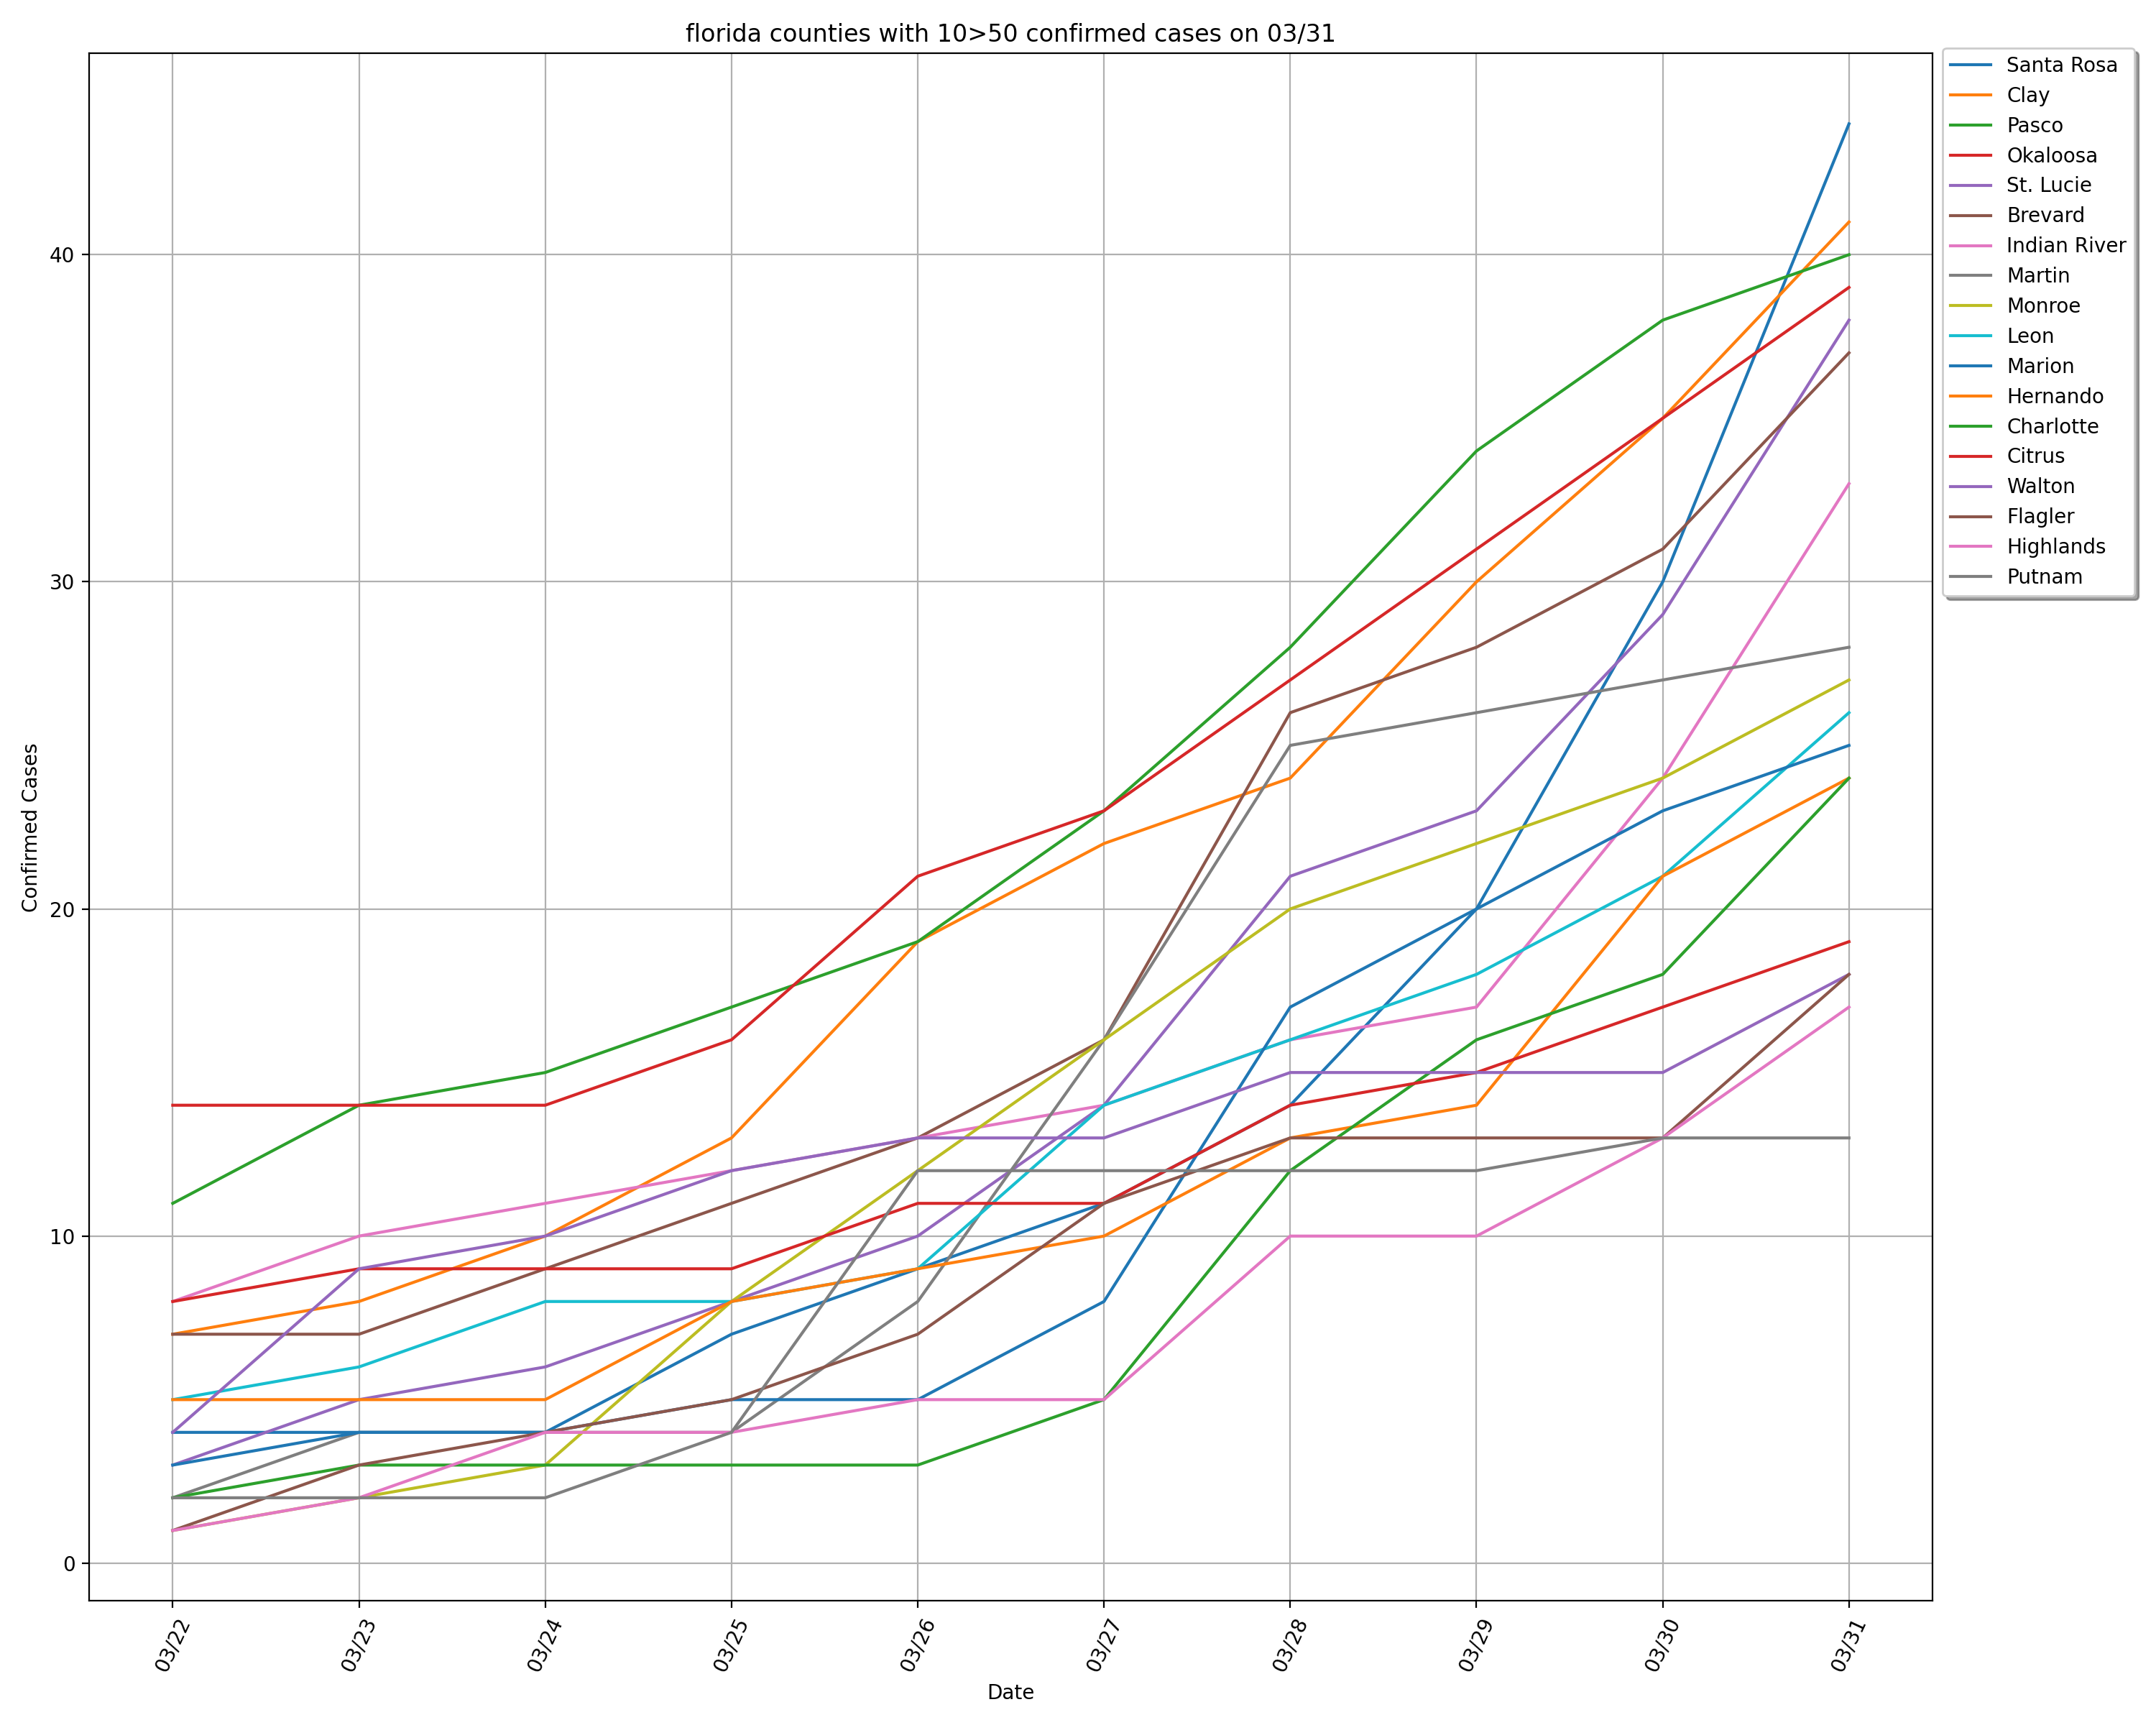 florida counties with 10>50 confirmed cases on 03/31
Santa Rosa
Clay
Pasco
Okaloosa
St. Lucie
Brevard
Indian River
Martin
Monroe
Leon
Marion
Hernando
Charlotte
Citrus
Walton
Flagler
Highlands
Putnam
Confirmed Cases
40
30
20
10
0
03/22
03/23
03/24
03/25
03/26
03/27
03/28
03/29
03/30
03/31
Date